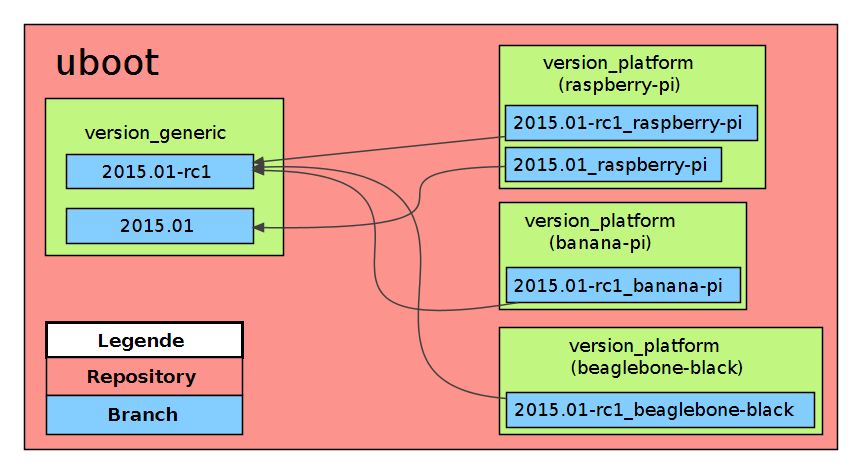 uboot
version_generic
2015.01-rc1
2015.01
version_platform
(raspberry-pi)
2015.01-rc1_raspberry-pi
2015.01_raspberry-pi
version_platform
(banana-pi)
2015.01-rc1_banana-pi
version_platform
(beaglebone-black)
2015.01-rc1_beaglebone-black
Legende
Repository
Branch